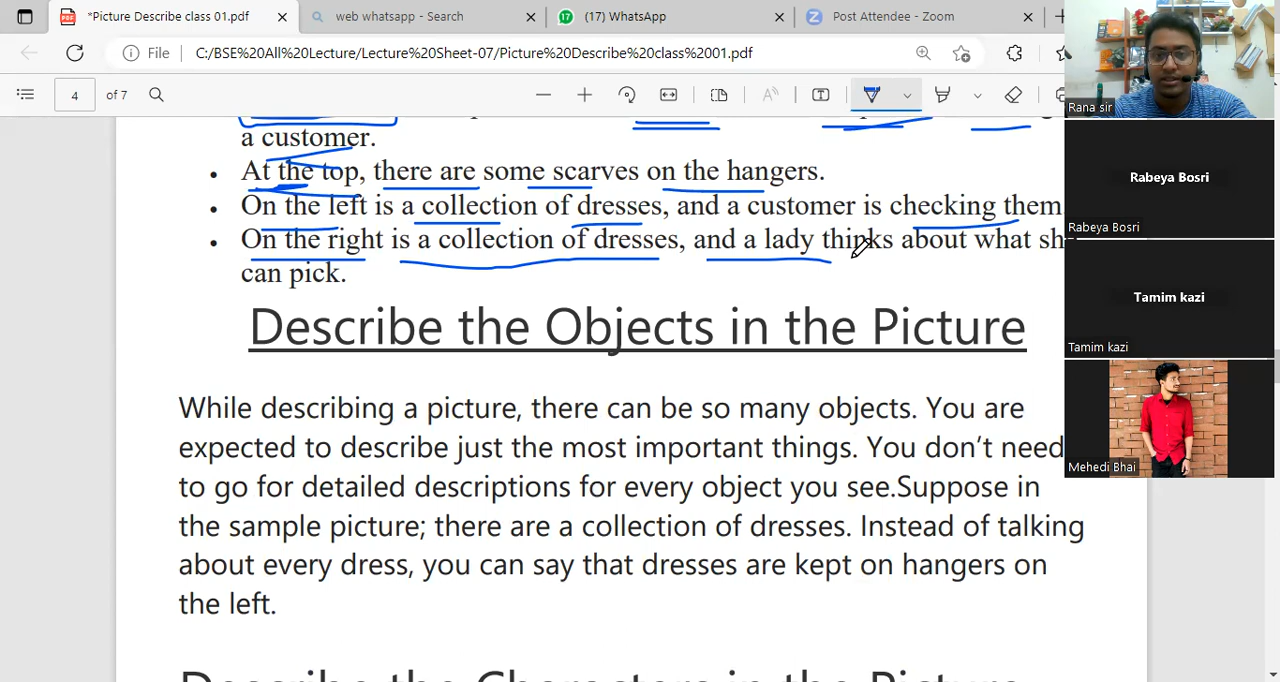 *Picture Describe class 01.pdf
web whatsapp - Search
17
(17) WhatsApp
Post Attendee - Zoom
File
C:/BSE%20All%20Lecture/Lecture%20Sheet-07/Picture%20Describe%20class%2001.pdf
4 of 7
a customer.
• At the top, there are some scarves on the hangers.
• On the left is a collection of dresses, and a customer is checking them
• On the right is a collection of dresses, and a lady thinks about what sh
can pick.
Describe the Objects in the Picture
While describing a picture, there can be so many objects. You are
expected to describe just the most important things. You don’t need
to go for detailed descriptions for every object you see.Suppose in
the sample picture; there are a collection of dresses. Instead of talking
about every dress, you can say that dresses are kept on hangers on
the left.
Describe the Characters in the Picture
Rana sir
Rabeya Bosri
Rabeya Bosri
Tamim kazi
Tamim kazi
Mehedi Bhai